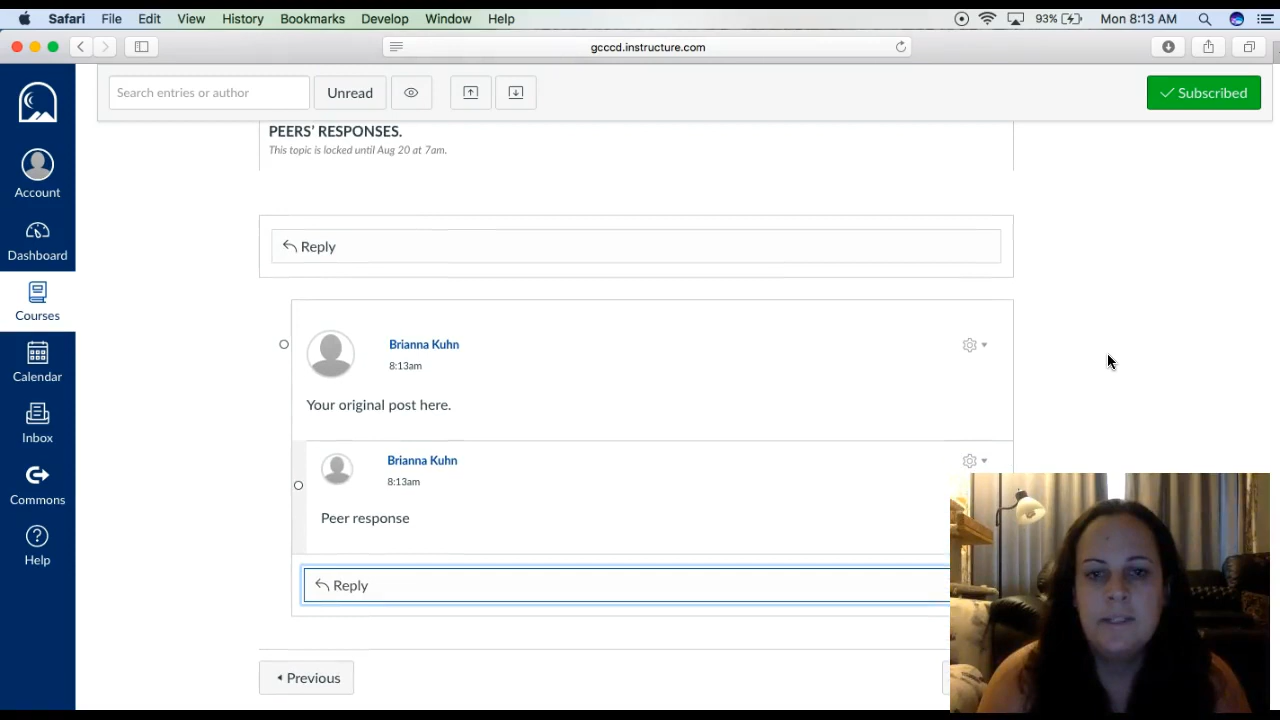 Safari File Edit View History Bookmarks Develop Window Help 93% Mon 8:13 AM
gcccd.instructure.com
Search entries or author Unread Subscribed
PEERS’ RESPONSES.
This topic is locked until Aug 20 at 7am.
Account
Dashboard
Courses
Calendar
Inbox
Commons
Help
Reply
Brianna Kuhn
8:13am
Your original post here.
Brianna Kuhn
8:13am
Peer response
Reply
Previous